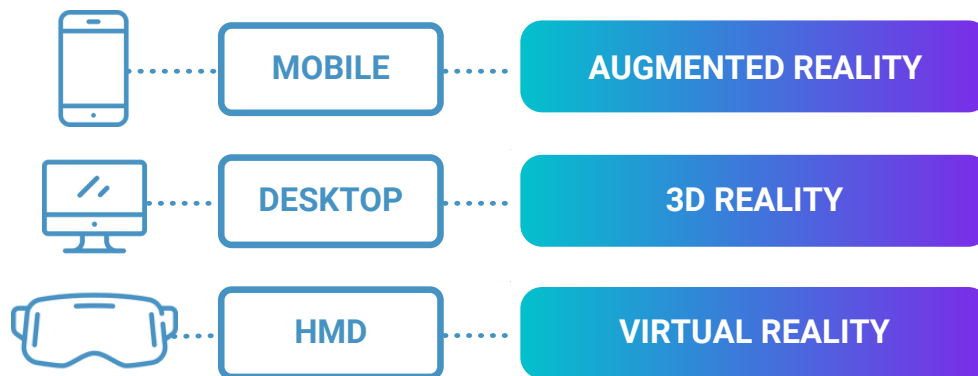 MOBILE
AUGMENTED REALITY
DESKTOP
3D REALITY
HMD
VIRTUAL REALITY